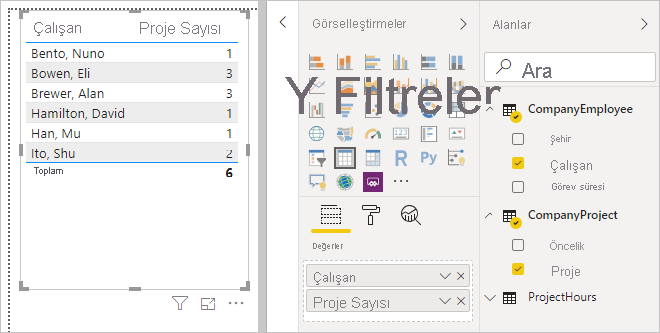 Çalışan Proje Sayısı
Bento, Nuno 1
Bowen, Eli 3
Brewer, Alan 3
Hamilton, David 1
Han, Mu 1
Ito, Shu 2
Toplam 6
Y Filtreler
Görselleştirmeler
R Py
123
Değerler
Çalışan
Proje Sayısı
Alanlar
Ara
CompanyEmployee
Şehir
Çalışan
Görev süresi
CompanyProject
Öncelik
Proje
ProjectHours